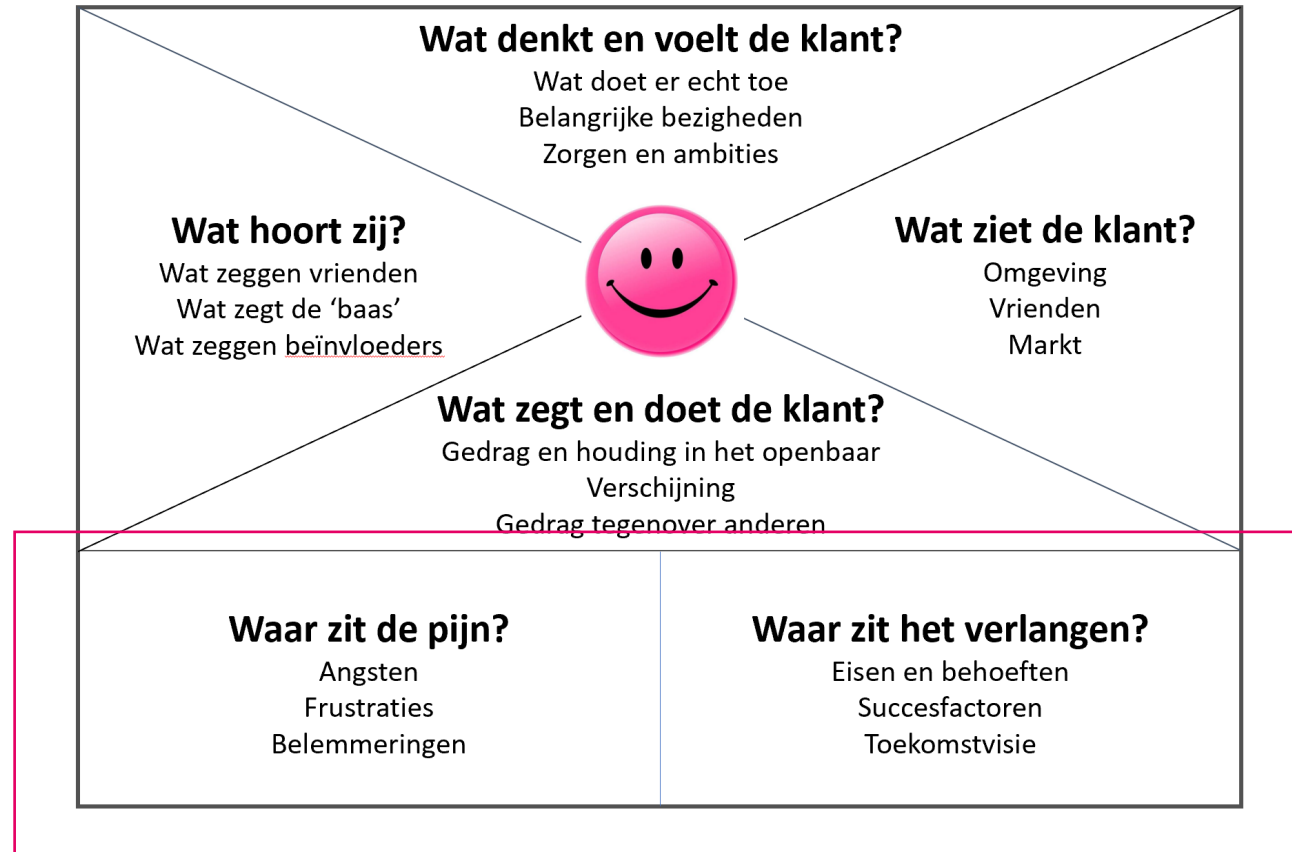 Wat denkt en voelt de klant?
Wat doet er echt toe
Belangrijke bezigheden
Zorgen en ambities
Wat hoort zij?
Wat zeggen vrienden
Wat zegt de ‘baas’
Wat zeggen beïnvloeders
Wat ziet de klant?
Omgeving
Vrienden
Markt
Wat zegt en doet de klant?
Gedrag en houding in het openbaar
Verschijning
Gedrag tegenover anderen
Waar zit de pijn?
Angsten
Frustraties
Belemmeringen
Waar zit het verlangen?
Eisen en behoeften
Succesfactoren
Toekomstvisie